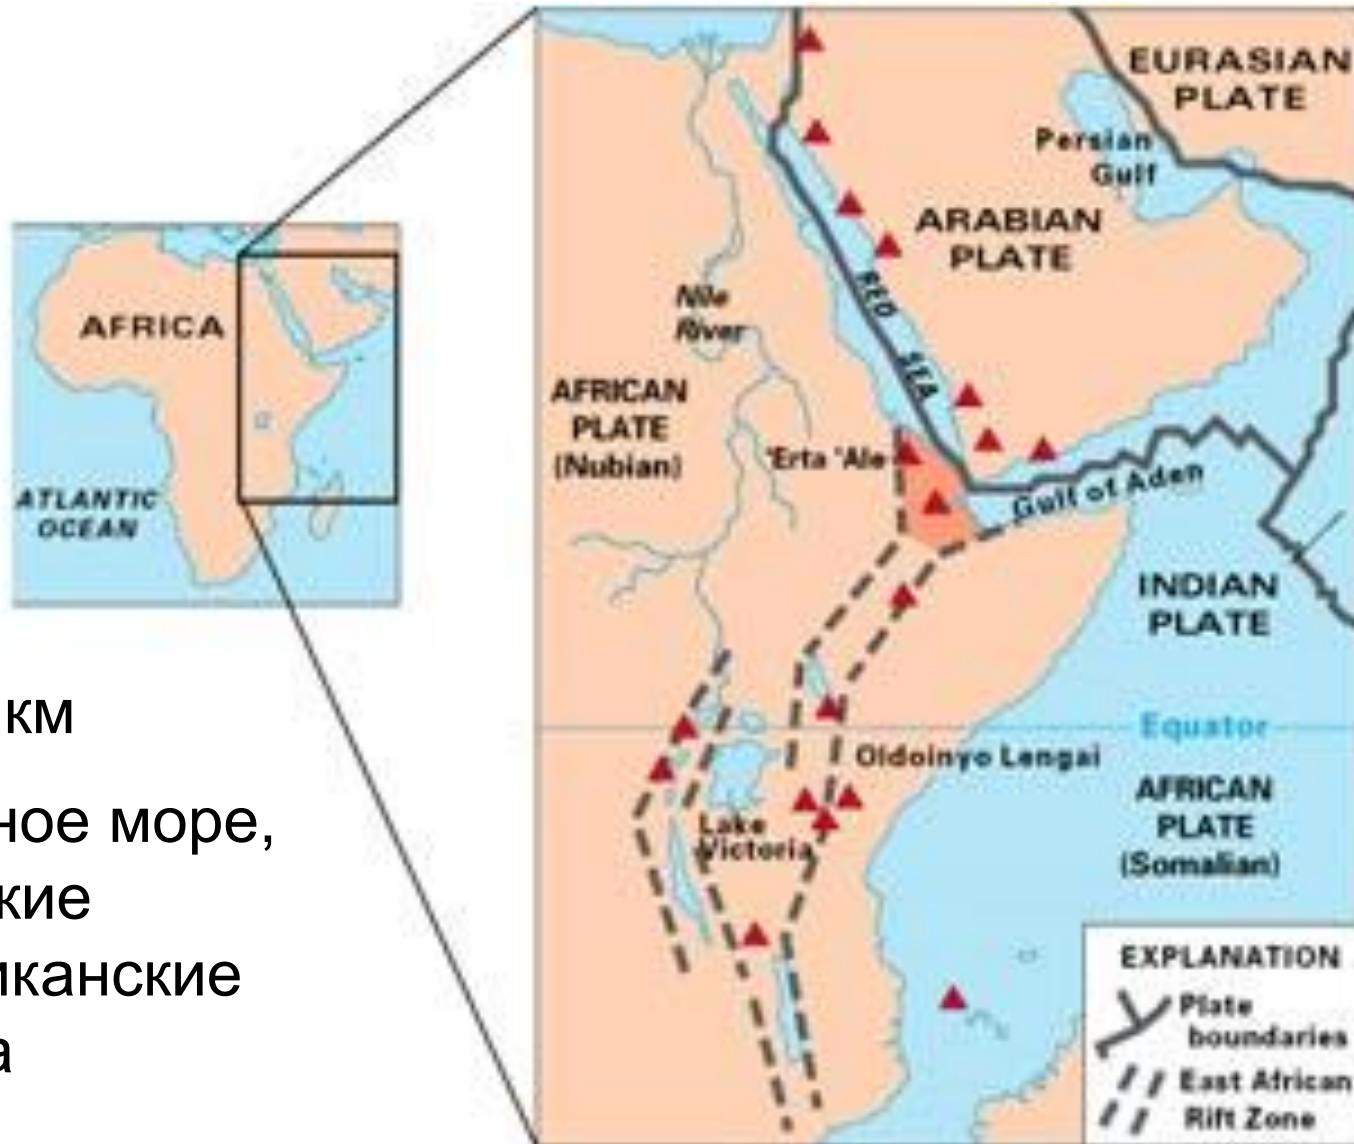 AFRICA
ATLANTIC
OCEAN
км
ное море,
кие
иканские
а
EURASIAN
PLATE
Persian
Gulf
ARABIAN
PLATE
RED
SEA
Nile
River
AFRICAN
PLATE
(Nubian)
'Erta 'Ale
Gulf of Aden
INDIAN
PLATE
Equator
Oldoinyo Lengai
AFRICAN
PLATE
(Somalian)
Lake
Victoria
EXPLANATION
Plate
boundaries
East African
Rift Zone